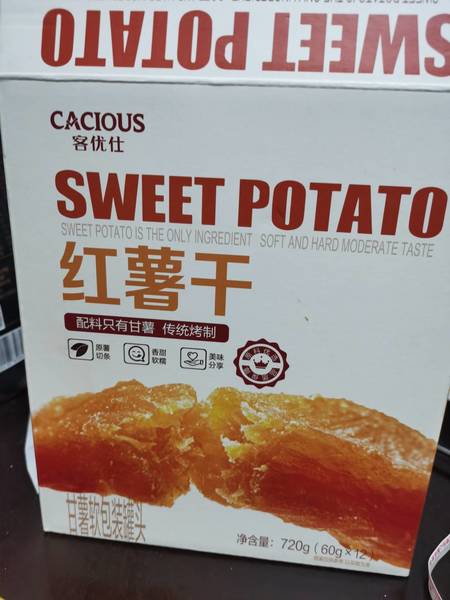 SWEET POTATO
CACIOUS
客优仕
SWEET POTATO
SWEET POTATO IS THE ONLY INGREDIENT SOFT AND HARD MODERATE TASTE
红薯干
配料只有甘薯 传统烤制
原薯
切条
香甜
软糯
美味
分享
甘薯软包装罐头
净含量: 720g (60g×12)